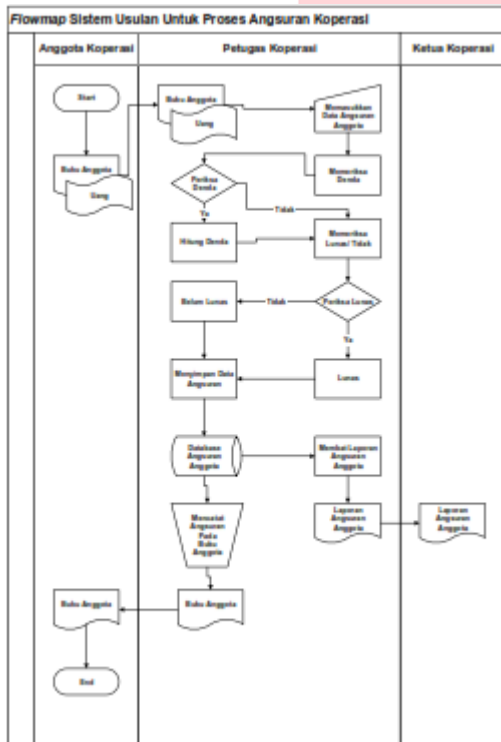 Flowmap Sistem Usulan Untuk Proses Angsuran Koperasi
Anggota Koperasi
Petugas Koperasi
Ketua Koperasi
Start
Buku Anggota
Uang
Buku Anggota
Uang
Memasukkan
Data Angsuran
Anggota
Memeriksa
Denda
Periksa
Denda
Tidak
Ya
Hitung Denda
Memeriksa
Lunas/ Tidak
Periksa Lunas
Tidak
Belum Lunas
Ya
Lunas
Menyimpan Data
Angsuran
Database
Angsuran
Anggota
Membuat Laporan
Angsuran
Anggota
Laporan
Angsuran
Anggota
Laporan
Angsuran
Anggota
Mencatat
Angsuran
Pada
Buku
Anggota
Buku Anggota
Buku Anggota
End